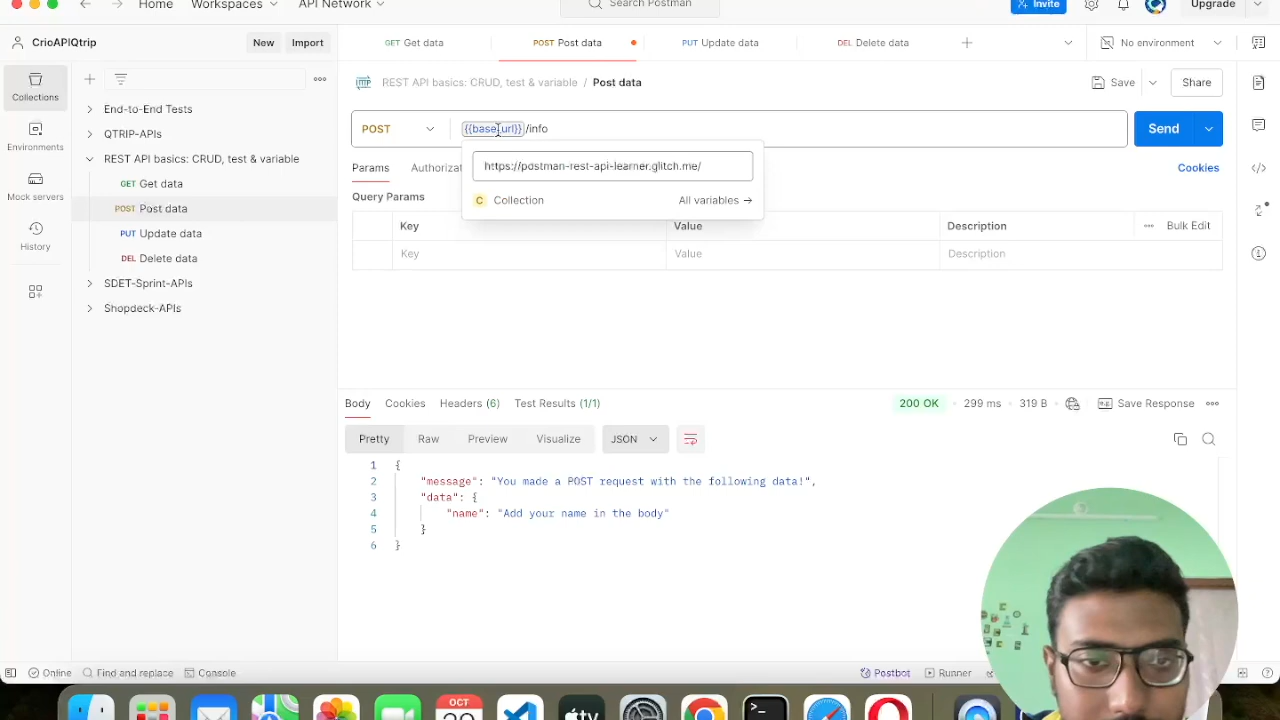 Home
Workspaces
API Network
Search Postman
Invite
Upgrade
CrioAPIQtrip
New
Import
GET Get data
POST Post data
PUT Update data
DEL Delete data
No environment
Collections
Environments
Mock servers
History
End-to-End Tests
QTRIP-APIs
REST API basics: CRUD, test & variable
GET Get data
POST Post data
PUT Update data
DEL Delete data
SDET-Sprint-APIs
Shopdeck-APIs
REST API basics: CRUD, test & variable / Post data
Save
Share
POST
{{base_url}}/info
Send
https://postman-rest-api-learner.glitch.me/
C Collection
All variables →
Params
Authorizat
Cookies
Query Params
Key
Value
Description
Bulk Edit
Key
Value
Description
Body
Cookies
Headers (6)
Test Results (1/1)
200 OK
299 ms
319 B
Save Response
Pretty
Raw
Preview
Visualize
JSON
1 {
2 "message": "You made a POST request with the following data!",
3 "data": {
4 "name": "Add your name in the body"
5 }
6 }
Online
Find and replace
Console
Postbot
Runner
OCT
tv